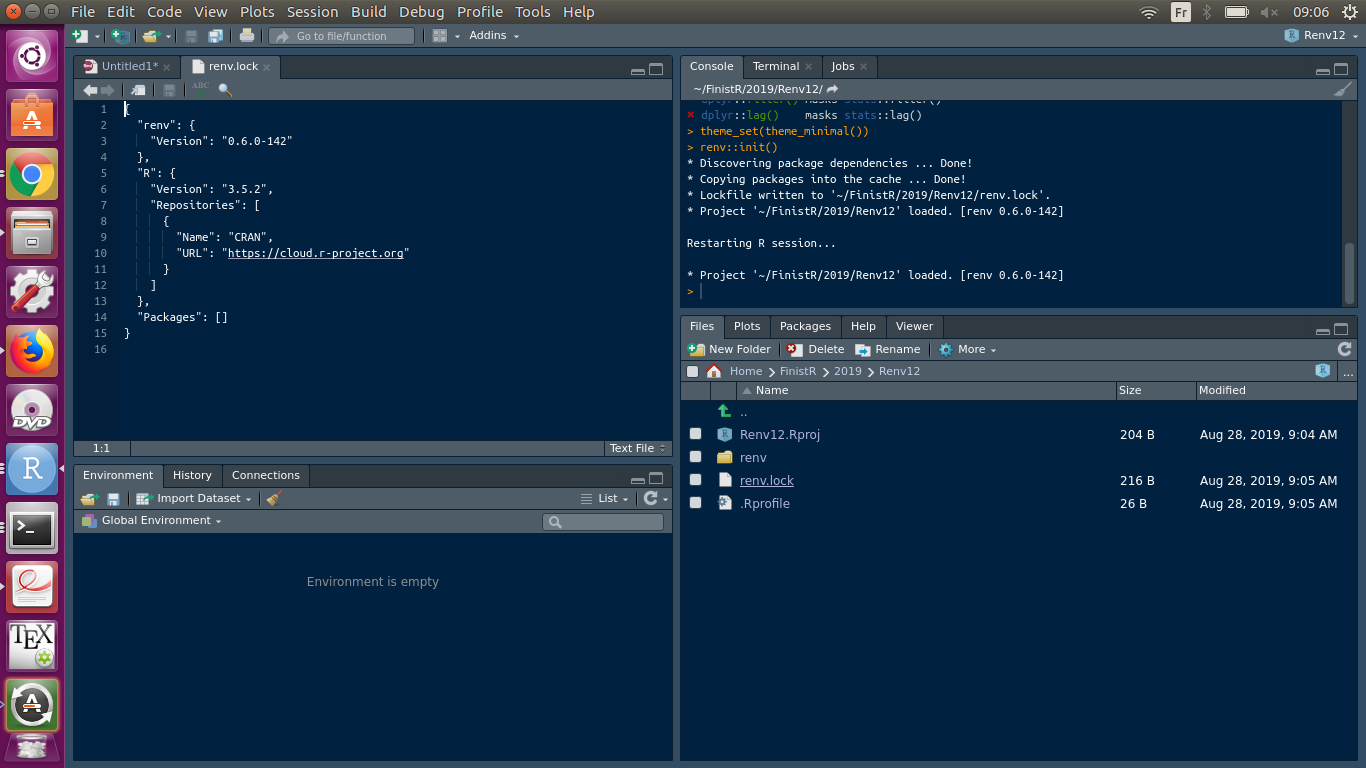 File Edit Code View Plots Session Build Debug Profile Tools Help
Fr 09:06
Go to file/function Addins Renv12
Untitled1* renv.lock
ABC
1 {
2 "renv": {
3 "Version": "0.6.0-142"
4 },
5 "R": {
6 "Version": "3.5.2",
7 "Repositories": [
8 {
9 "Name": "CRAN",
10 "URL": "https://cloud.r-project.org"
11 }
12 ]
13 },
14 "Packages": []
15 }
16
1:1 Text File
Environment History Connections
Import Dataset List
Global Environment
Environment is empty
Console Terminal Jobs
~/FinistR/2019/Renv12/
dplyr::filter() masks stats::filter()
✖ dplyr::lag() masks stats::lag()
> theme_set(theme_minimal())
> renv::init()
* Discovering package dependencies ... Done!
* Copying packages into the cache ... Done!
* Lockfile written to '~/FinistR/2019/Renv12/renv.lock'.
* Project '~/FinistR/2019/Renv12' loaded. [renv 0.6.0-142]
Restarting R session...
* Project '~/FinistR/2019/Renv12' loaded. [renv 0.6.0-142]
>
Files Plots Packages Help Viewer
New Folder Delete Rename More
Home FinistR 2019 Renv12 ...
Name Size Modified
..
Renv12.Rproj 204 B Aug 28, 2019, 9:04 AM
renv
renv.lock 216 B Aug 28, 2019, 9:05 AM
.Rprofile 26 B Aug 28, 2019, 9:05 AM
DVD
R
>_
TEX
A